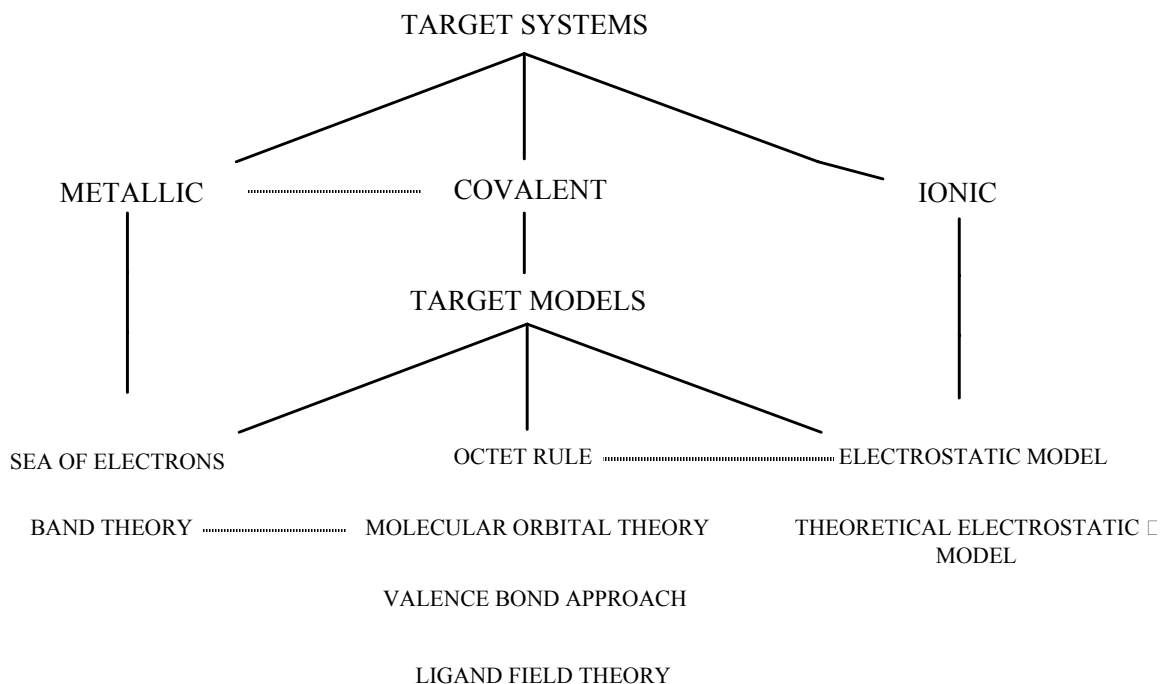 TARGET SYSTEMS
METALLIC
COVALENT
IONIC
TARGET MODELS
SEA OF ELECTRONS
OCTET RULE
ELECTROSTATIC MODEL
BAND THEORY
MOLECULAR ORBITAL THEORY
THEORETICAL ELECTROSTATIC □
MODEL
VALENCE BOND APPROACH
LIGAND FIELD THEORY